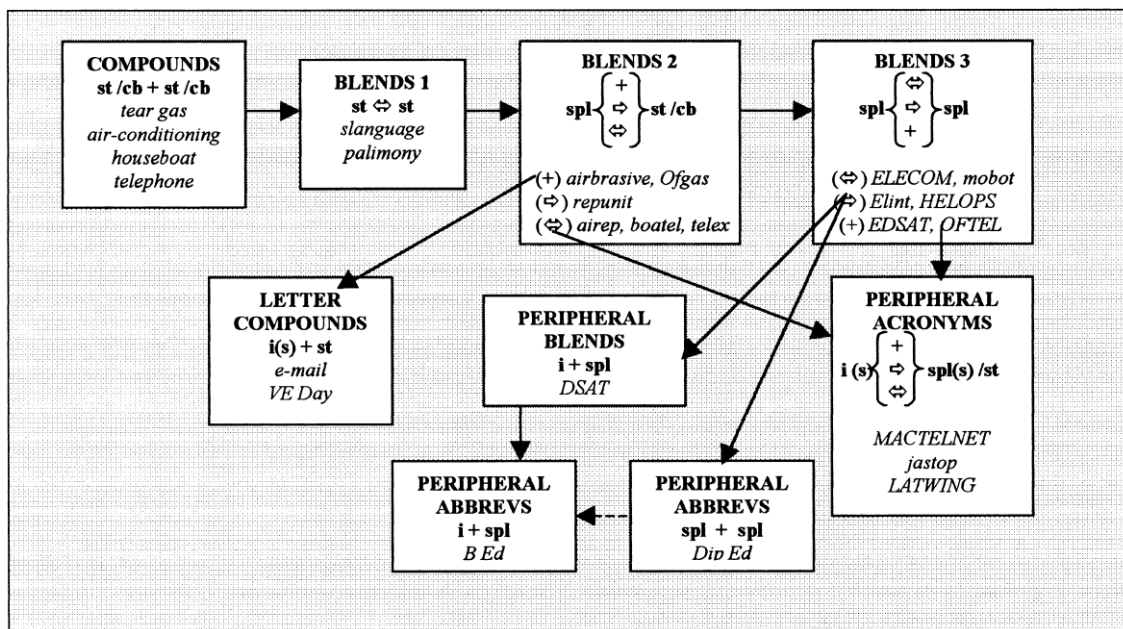 COMPOUNDS
st /cb + st /cb
tear gas
air-conditioning
houseboat
telephone
BLENDS 1
st ⇔ st
slanguage
palimony
BLENDS 2
+
spl { ⇨ } st /cb
⇔
(+) airbrasive, Ofgas
(⇨) repunit
(⇔) airep, boatel, telex
BLENDS 3
⇔
spl { ⇨ } spl
+
(⇔) ELECOM, mobot
(⇨) Elint, HELOPS
(+) EDSAT, OFTEL
LETTER
COMPOUNDS
i(s) + st
e-mail
VE Day
PERIPHERAL
BLENDS
i + spl
DSAT
PERIPHERAL
ACRONYMS
+
i (s) { ⇨ } spl(s) /st
⇔
MACTELNET
jastop
LATWING
PERIPHERAL
ABBREVS
i + spl
B Ed
PERIPHERAL
ABBREVS
spl + spl
Dip Ed